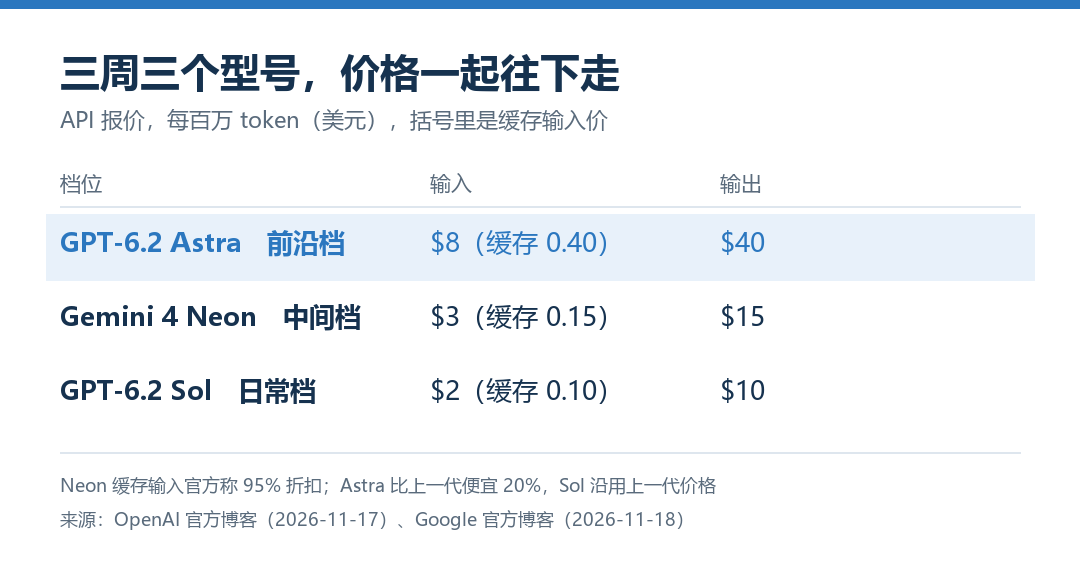 三周三个型号，价格一起往下走
API 报价，每百万 token（美元），括号里是缓存输入价
档位 输入 输出
GPT-6.2 Astra 前沿档 $8（缓存 0.40） $40
Gemini 4 Neon 中间档 $3（缓存 0.15） $15
GPT-6.2 Sol 日常档 $2（缓存 0.10） $10
Neon 缓存输入官方称 95% 折扣；Astra 比上一代便宜 20%，Sol 沿用上一代价格
来源：OpenAI 官方博客（2026-11-17）、Google 官方博客（2026-11-18）